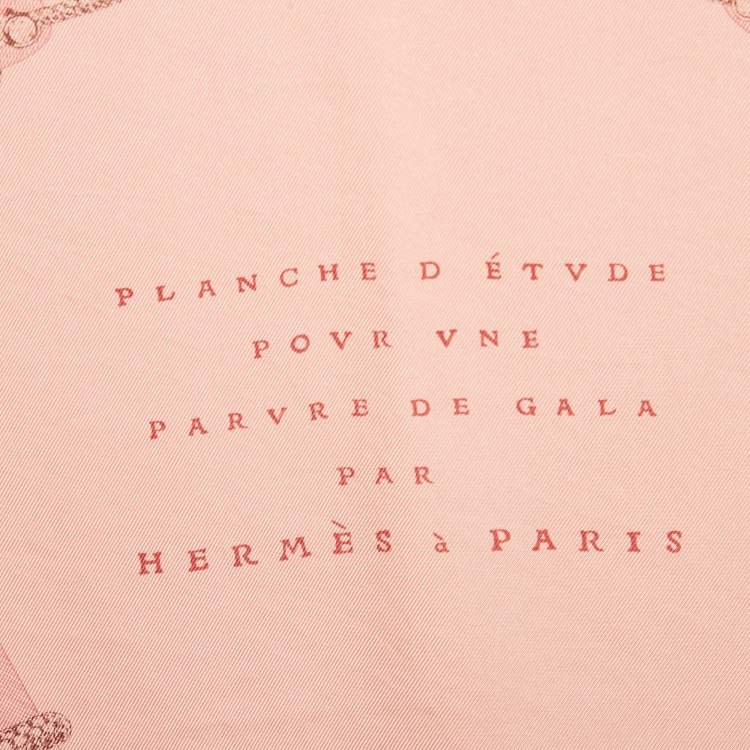 PLANCHE D ÉTVDE
POVR VNE
PARVRE DE GALA
PAR
HERMÈS à PARIS